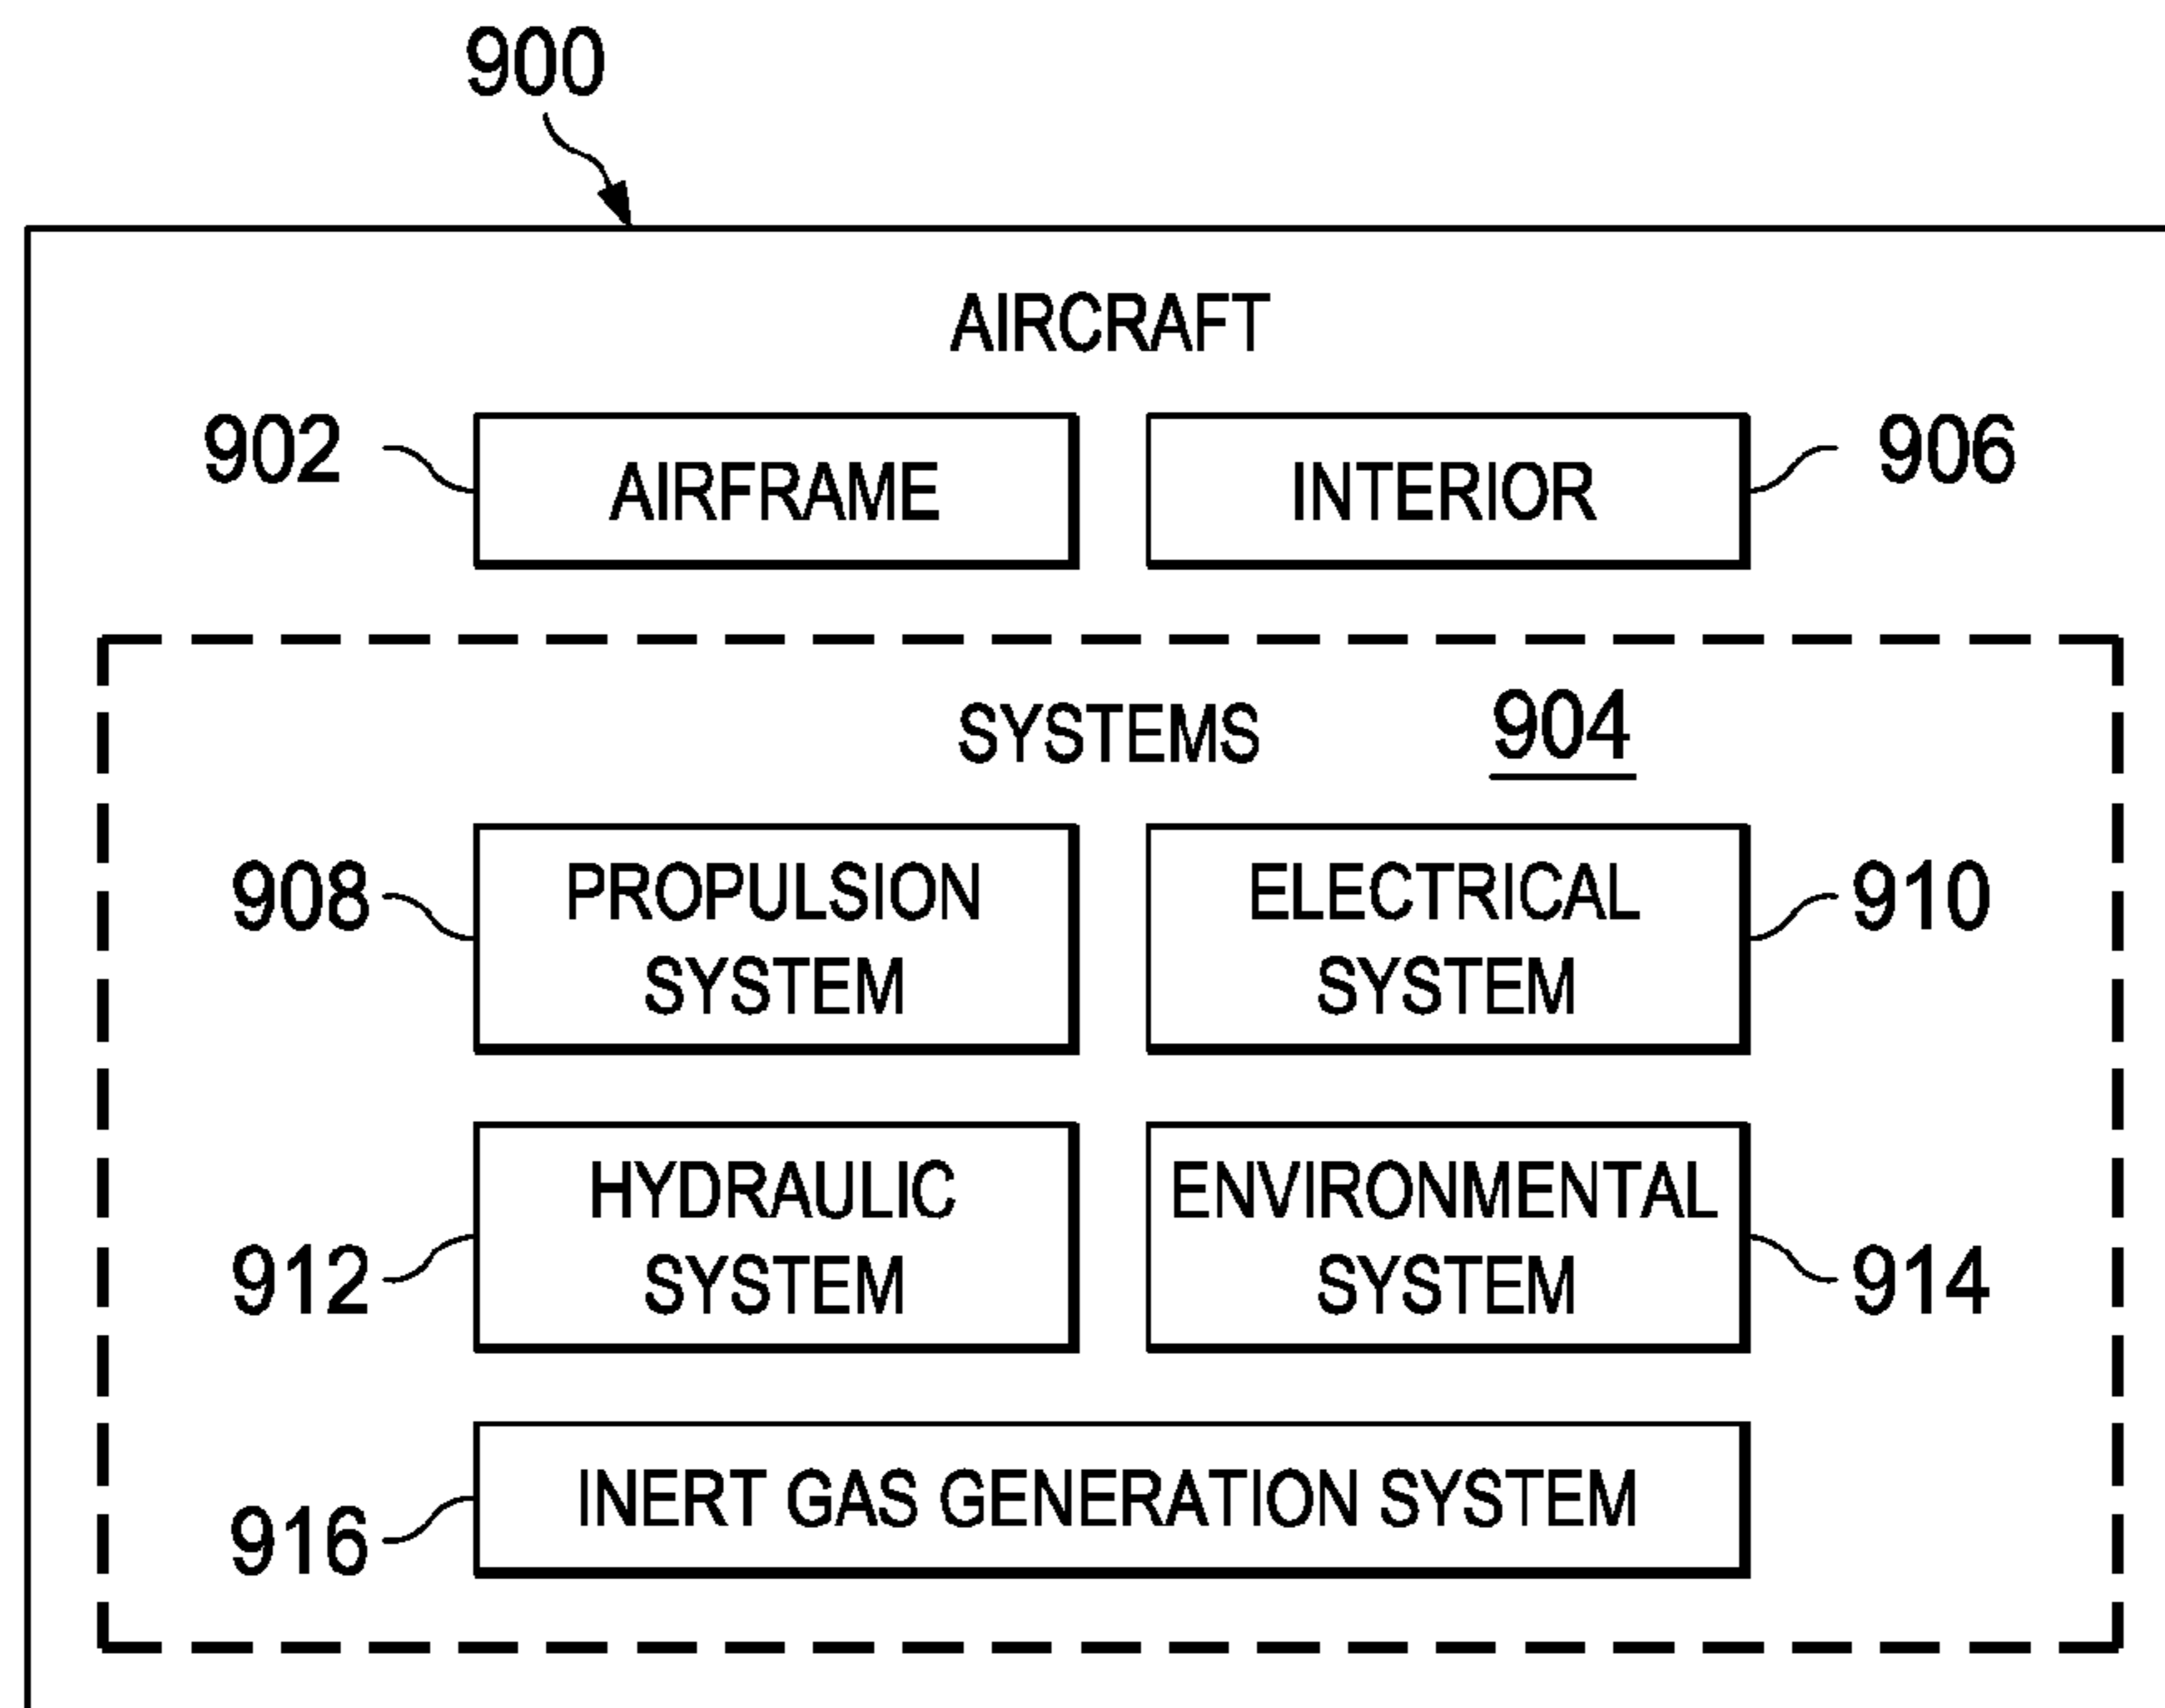 900
AIRCRAFT
902 AIRFRAME INTERIOR 906
SYSTEMS 904
908 PROPULSION SYSTEM
ELECTRICAL SYSTEM 910
912 HYDRAULIC SYSTEM
ENVIRONMENTAL SYSTEM 914
916 INERT GAS GENERATION SYSTEM